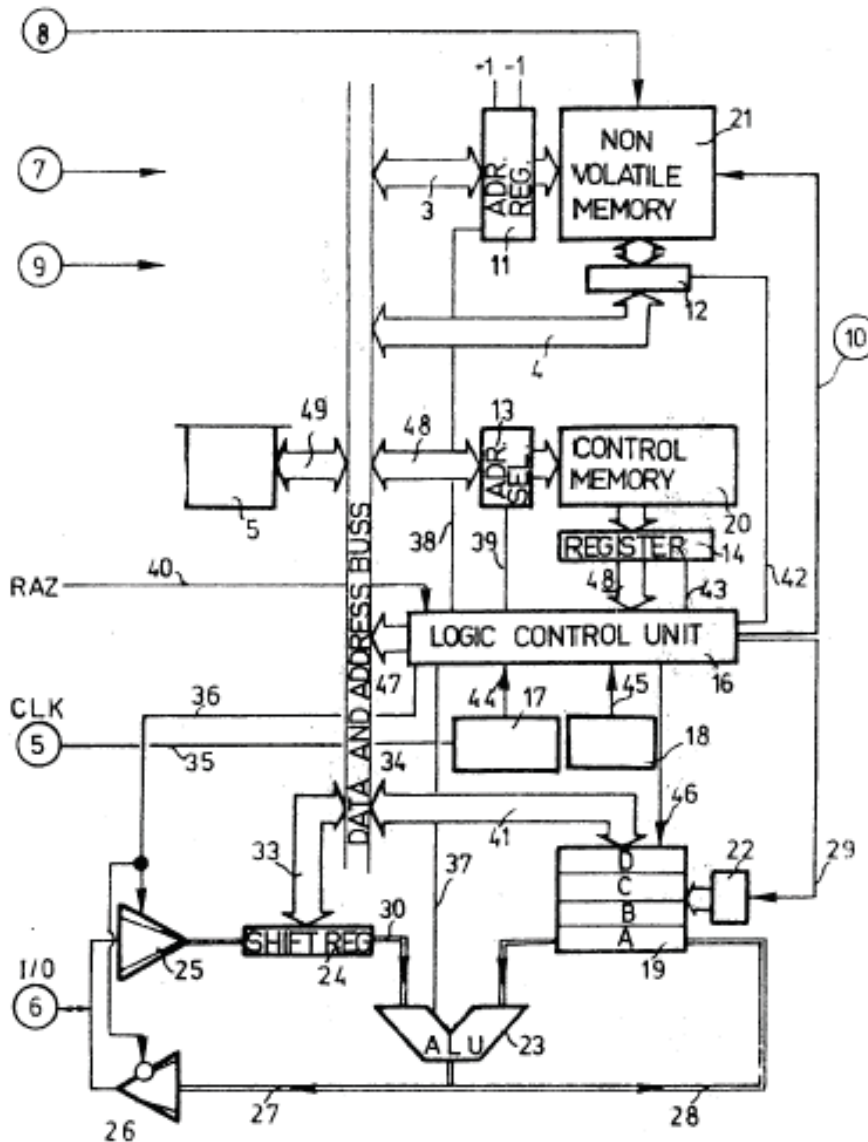 8
+1 -1
21
NON
VOLATILE
MEMORY
7
ADR.
REG.
3
11
9
12
4
10
49
48
13
ADR.
SEL.
CONTROL
MEMORY
20
5
38
39
REGISTER
14
42
RAZ
40
48
43
LOGIC CONTROL UNIT
16
47
DATA AND ADDRESS BUSS
36
44
17
45
18
CLK
5
35
34
46
41
33
37
D
C
B
A
22
29
30
SHIFT REG
24
19
25
I/O
6
ALU
23
26
27
28